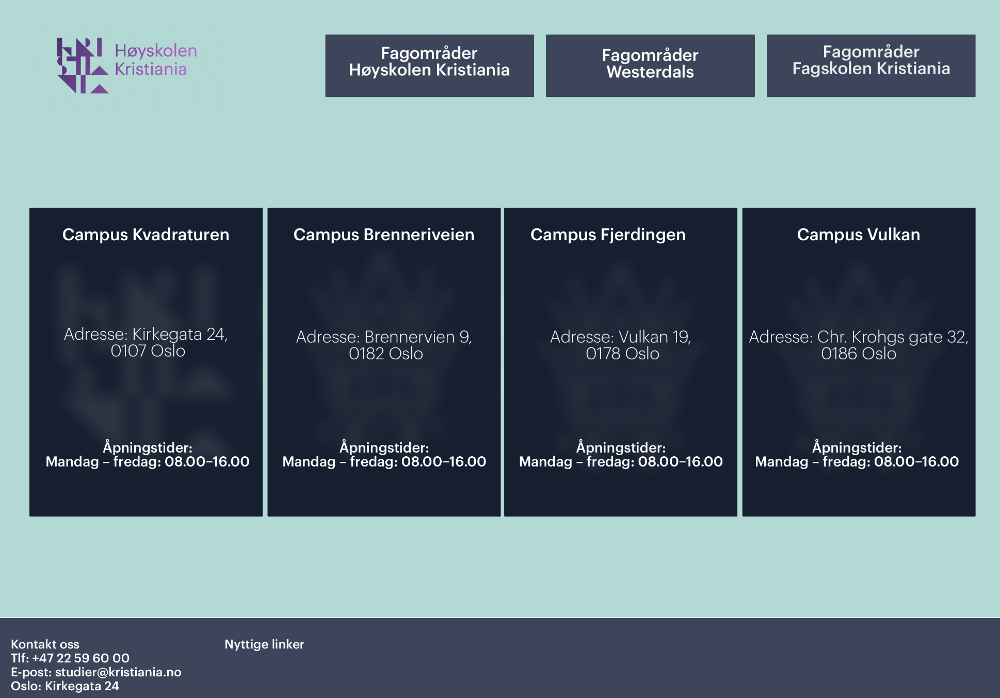 Høyskolen
Kristiania
Fagområder
Høyskolen Kristiania
Fagområder
Westerdals
Fagområder
Fagskolen Kristiania
Campus Kvadraturen
Adresse: Kirkegata 24,
0107 Oslo
Åpningstider:
Mandag – fredag: 08.00–16.00
Campus Brenneriveien
Adresse: Brennervien 9,
0182 Oslo
Åpningstider:
Mandag – fredag: 08.00–16.00
Campus Fjerdingen
Adresse: Vulkan 19,
0178 Oslo
Åpningstider:
Mandag – fredag: 08.00–16.00
Campus Vulkan
Adresse: Chr. Krohgs gate 32,
0186 Oslo
Åpningstider:
Mandag – fredag: 08.00–16.00
Kontakt oss
Tlf: +47 22 59 60 00
E-post: studier@kristiania.no
Oslo: Kirkegata 24
Nyttige linker